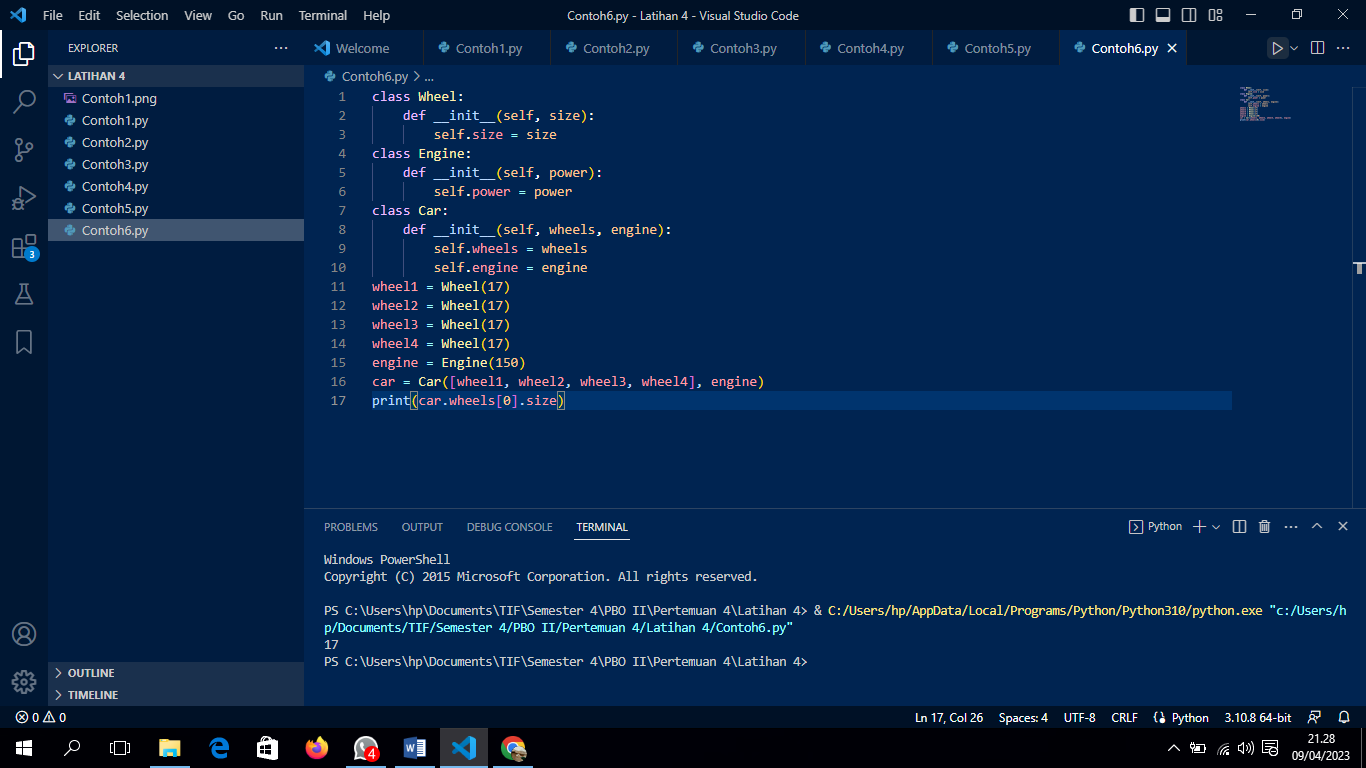 File Edit Selection View Go Run Terminal Help Contoh6.py - Latihan 4 - Visual Studio Code
EXPLORER
LATIHAN 4
Contoh1.png
Contoh1.py
Contoh2.py
Contoh3.py
Contoh4.py
Contoh5.py
Contoh6.py
3
OUTLINE
TIMELINE
Welcome Contoh1.py Contoh2.py Contoh3.py Contoh4.py Contoh5.py Contoh6.py
Contoh6.py > ...
1 class Wheel:
2     def __init__(self, size):
3         self.size = size
4 class Engine:
5     def __init__(self, power):
6         self.power = power
7 class Car:
8     def __init__(self, wheels, engine):
9         self.wheels = wheels
10         self.engine = engine
11 wheel1 = Wheel(17)
12 wheel2 = Wheel(17)
13 wheel3 = Wheel(17)
14 wheel4 = Wheel(17)
15 engine = Engine(150)
16 car = Car([wheel1, wheel2, wheel3, wheel4], engine)
17 print(car.wheels[0].size)
PROBLEMS OUTPUT DEBUG CONSOLE TERMINAL Python
Windows PowerShell
Copyright (C) 2015 Microsoft Corporation. All rights reserved.
PS C:\Users\hp\Documents\TIF\Semester 4\PBO II\Pertemuan 4\Latihan 4> & C:/Users/hp/AppData/Local/Programs/Python/Python310/python.exe "c:/Users/h
p/Documents/TIF/Semester 4/PBO II/Pertemuan 4/Latihan 4/Contoh6.py"
17
PS C:\Users\hp\Documents\TIF\Semester 4\PBO II\Pertemuan 4\Latihan 4>
0 0 Ln 17, Col 26 Spaces: 4 UTF-8 CRLF Python 3.10.8 64-bit
4
21.28
09/04/2023